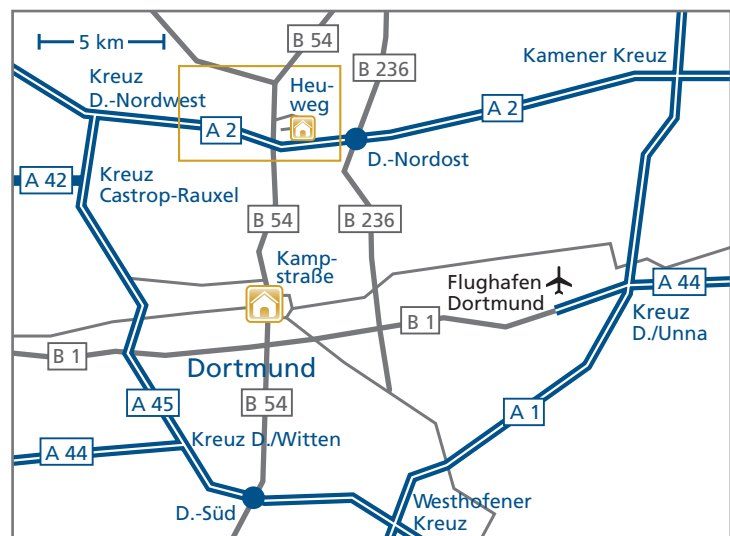 5 km
B 54
B 236
Kamener Kreuz
Kreuz
D.-Nordwest
Heu-
weg
A 2
A 2
D.-Nordost
A 42
Kreuz
Castrop-Rauxel
B 54
B 236
Kamp-
straße
Flughafen
Dortmund
A 44
Kreuz
D./Unna
B 1
B 1
Dortmund
A 45
B 54
A 1
Kreuz D./Witten
A 44
D.-Süd
Westhofener
Kreuz